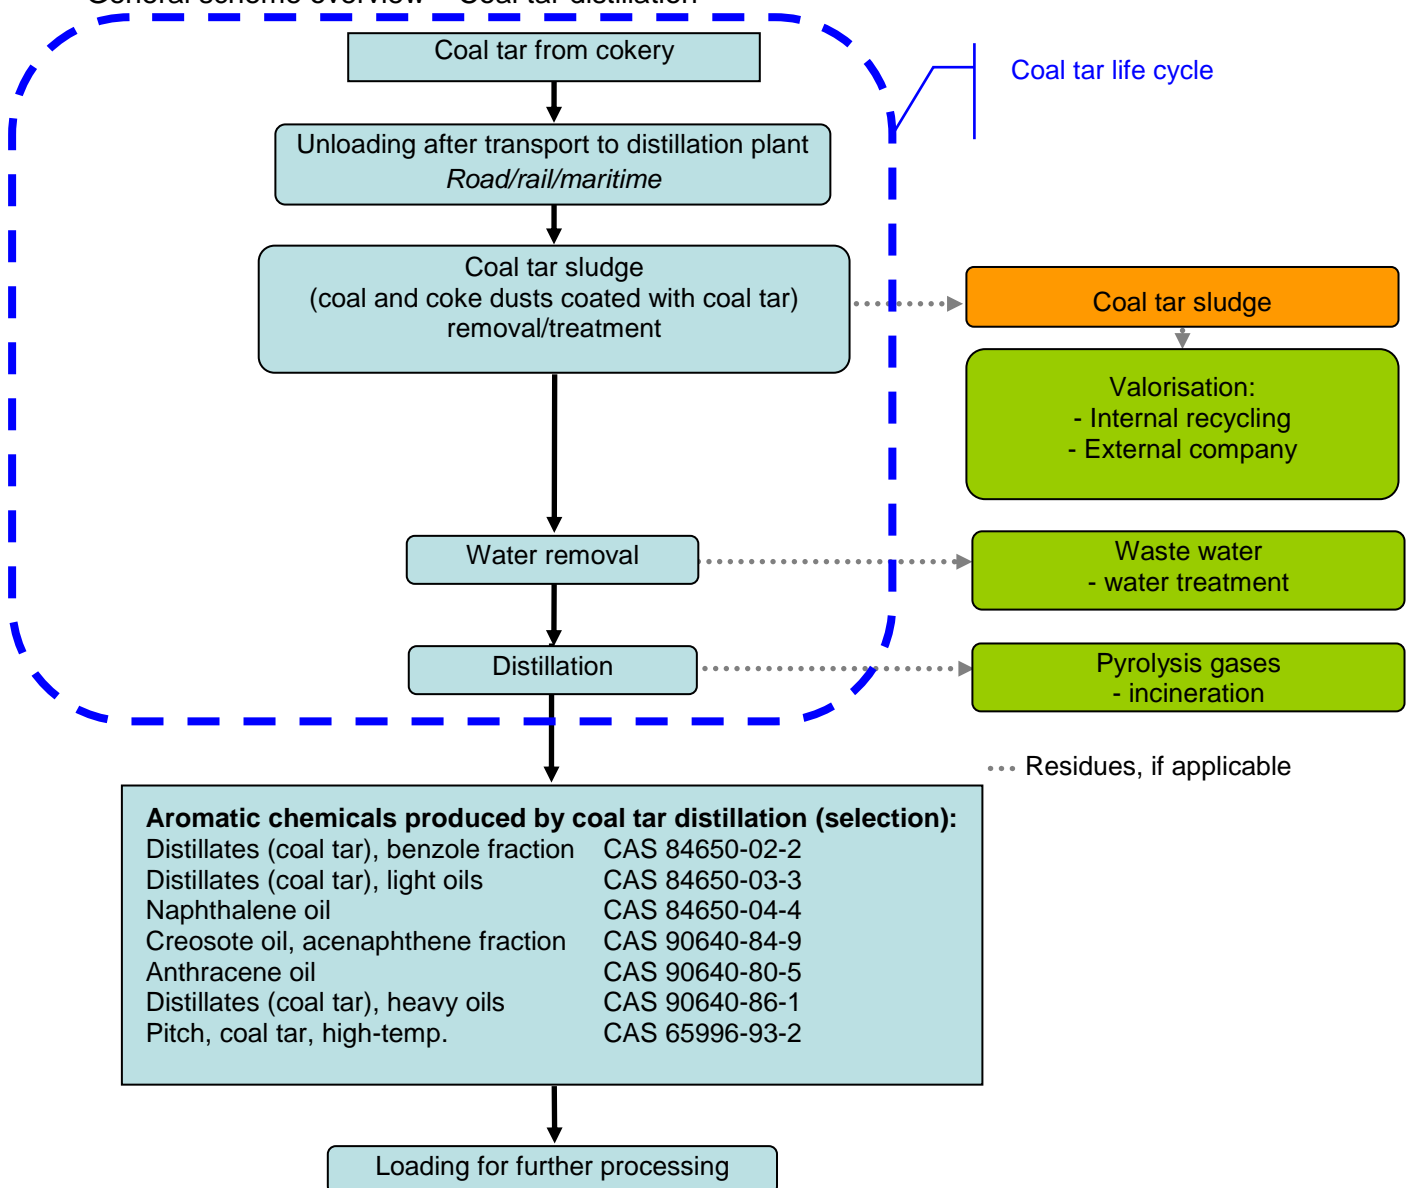 General scheme overview – Coal tar distillation
Coal tar from cokery
Coal tar life cycle
Unloading after transport to distillation plant
Road/rail/maritime
Coal tar sludge
(coal and coke dusts coated with coal tar)
removal/treatment
Coal tar sludge
Valorisation:
- Internal recycling
- External company
Water removal
Waste water
- water treatment
Distillation
Pyrolysis gases
- incineration
Residues, if applicable
Aromatic chemicals produced by coal tar distillation (selection):
Distillates (coal tar), benzole fraction CAS 84650-02-2
Distillates (coal tar), light oils CAS 84650-03-3
Naphthalene oil CAS 84650-04-4
Creosote oil, acenaphthene fraction CAS 90640-84-9
Anthracene oil CAS 90640-80-5
Distillates (coal tar), heavy oils CAS 90640-86-1
Pitch, coal tar, high-temp. CAS 65996-93-2
Loading for further processing